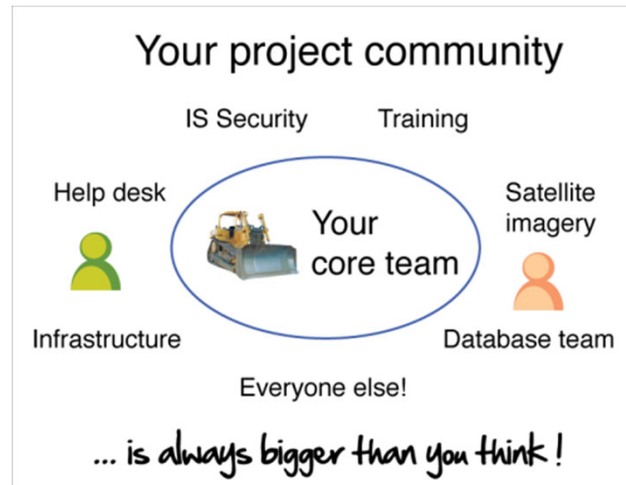 Your project community
IS Security
Training
Help desk
Satellite
imagery
Your
core team
Infrastructure
Database team
Everyone else!
... is always bigger than you think!